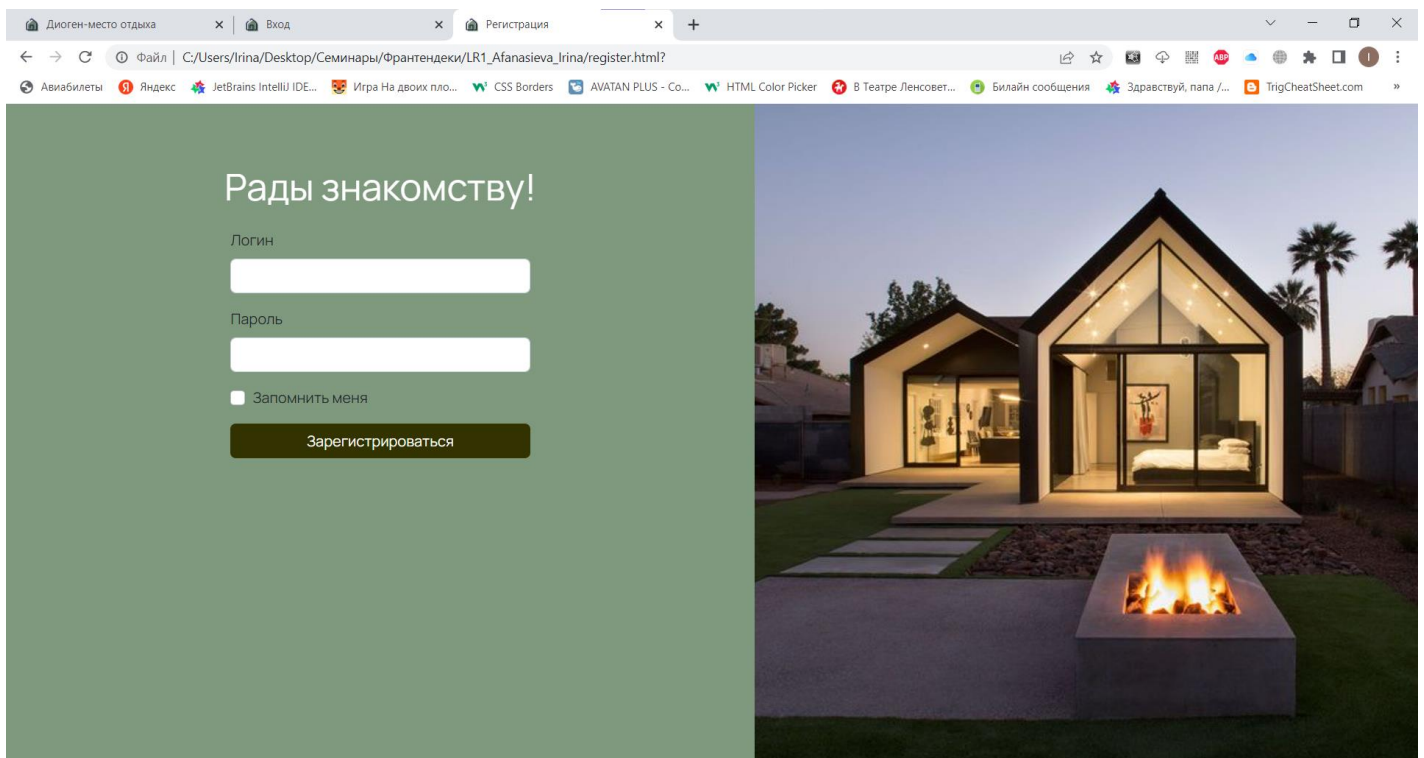 Диоген-место отдыха
Вход
Регистрация
Файл | C:/Users/Irina/Desktop/Семинары/Франтендеки/LR1_Afanasieva_Irina/register.html?
ABP
I
Авиабилеты
Яндекс
JetBrains IntelliJ IDE...
Игра На двоих пло...
CSS Borders
AVATAN PLUS - Co...
HTML Color Picker
В Театре Ленсовет...
Билайн сообщения
Здравствуй, папа /...
TrigCheatSheet.com
»
Рады знакомству!
Логин
Пароль
Запомнить меня
Зарегистрироваться